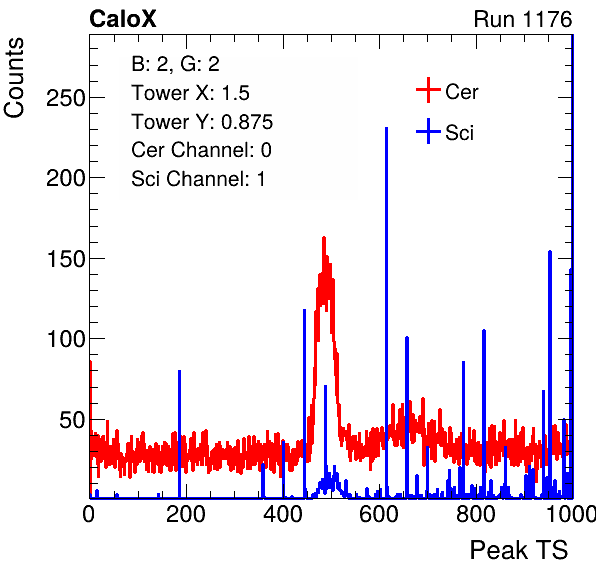 CaloX Run 1176
Counts
B: 2, G: 2
Tower X: 1.5
Tower Y: 0.875
Cer Channel: 0
Sci Channel: 1
Cer
Sci
250
200
150
100
50
0 200 400 600 800 1000
Peak TS